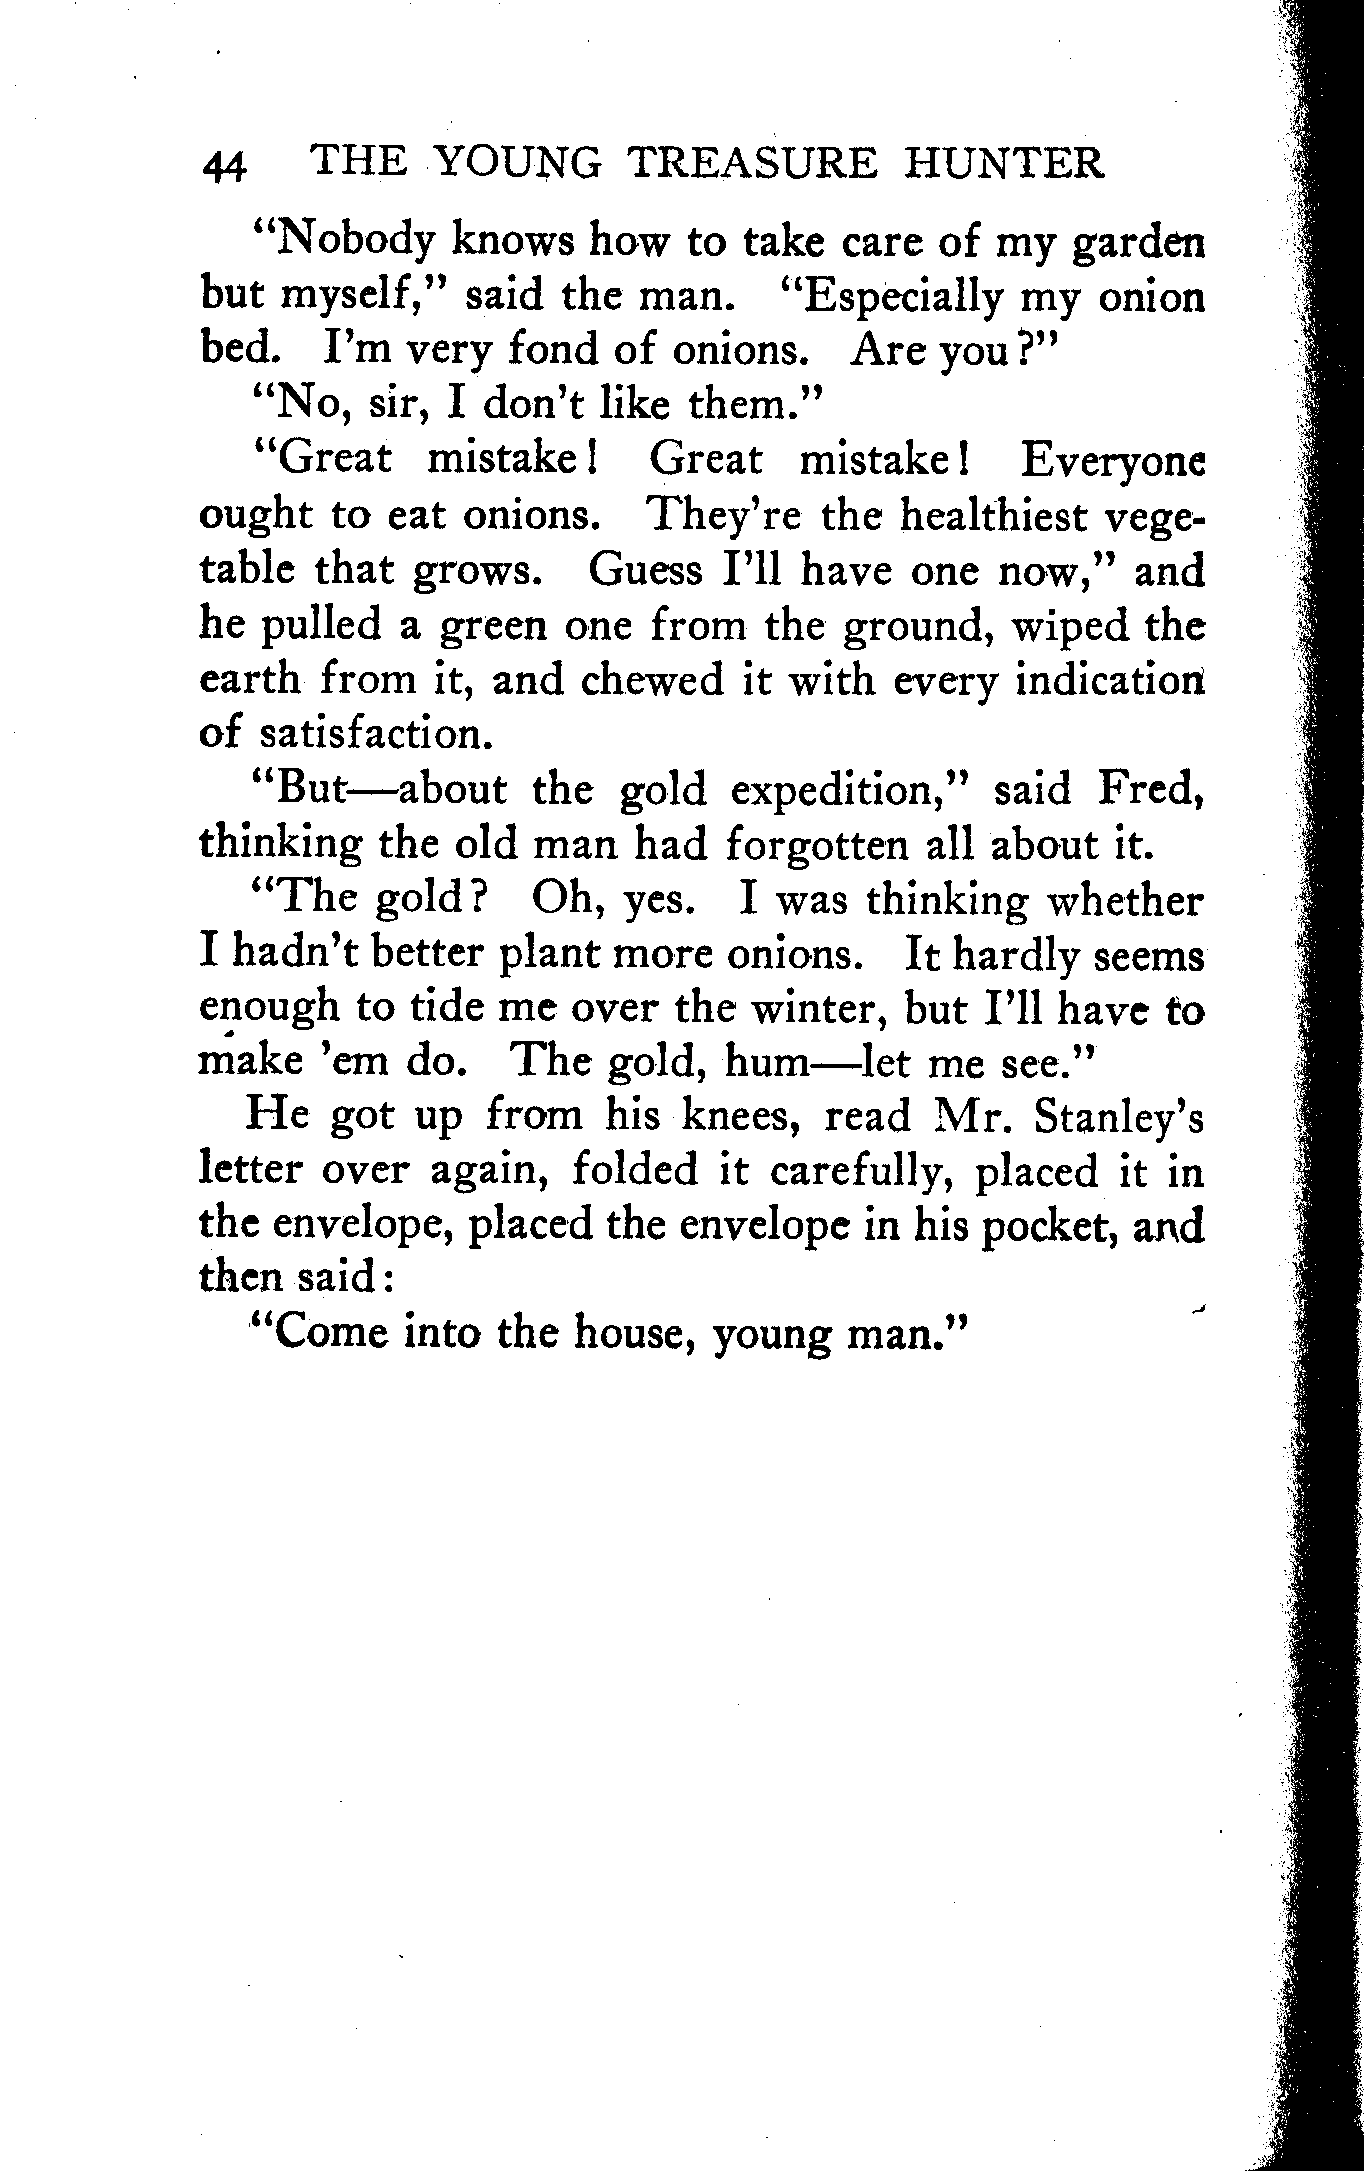 44 THE YOUNG TREASURE HUNTER
"Nobody knows how to take care of my garden
but myself," said the man. "Especially my onion
bed. I'm very fond of onions. Are you?"
"No, sir, I don't like them."
"Great mistake! Great mistake! Everyone
ought to eat onions. They're the healthiest vege-
table that grows. Guess I'll have one now," and
he pulled a green one from the ground, wiped the
earth from it, and chewed it with every indication
of satisfaction.
"But—about the gold expedition," said Fred,
thinking the old man had forgotten all about it.
"The gold? Oh, yes. I was thinking whether
I hadn't better plant more onions. It hardly seems
enough to tide me over the winter, but I'll have to
make 'em do. The gold, hum—let me see."
He got up from his knees, read Mr. Stanley's
letter over again, folded it carefully, placed it in
the envelope, placed the envelope in his pocket, and
then said:
"Come into the house, young man."